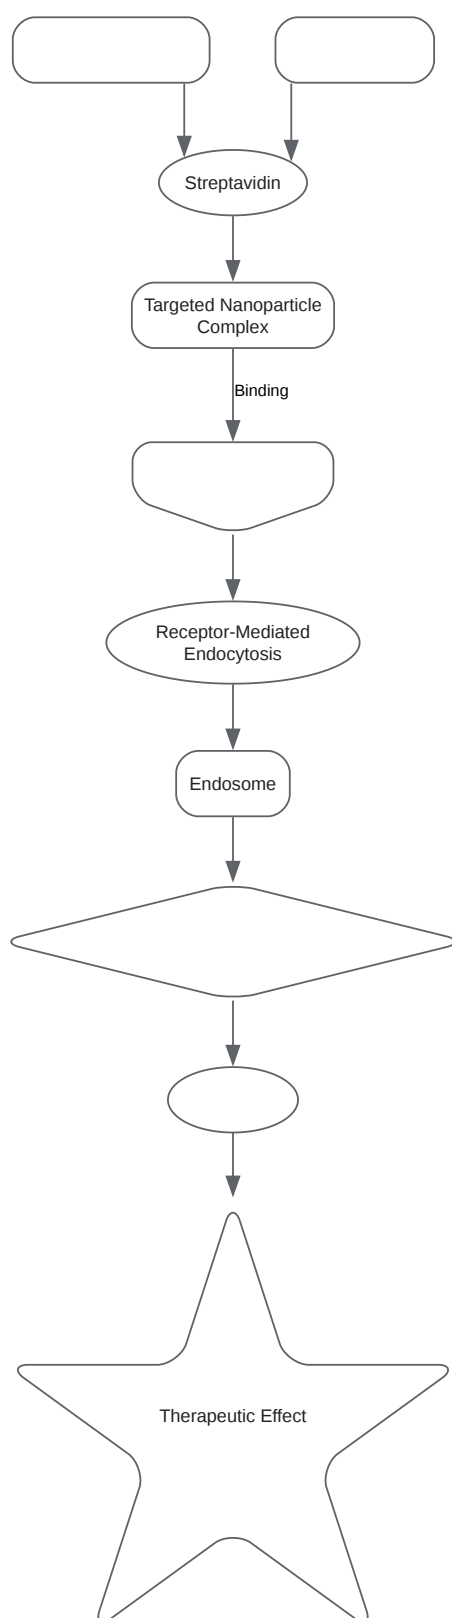 Streptavidin
Targeted Nanoparticle
Complex
Binding
Receptor-Mediated
Endocytosis
Endosome
Therapeutic Effect